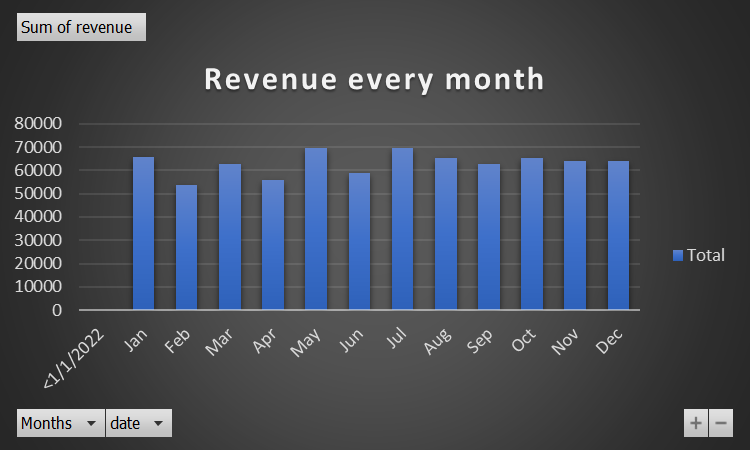 Sum of revenue
Revenue every month
80000
70000
60000
50000
40000
30000
20000
10000
0
<1/1/2022
Jan
Feb
Mar
Apr
May
Jun
Jul
Aug
Sep
Oct
Nov
Dec
Total
Months
date
+
−